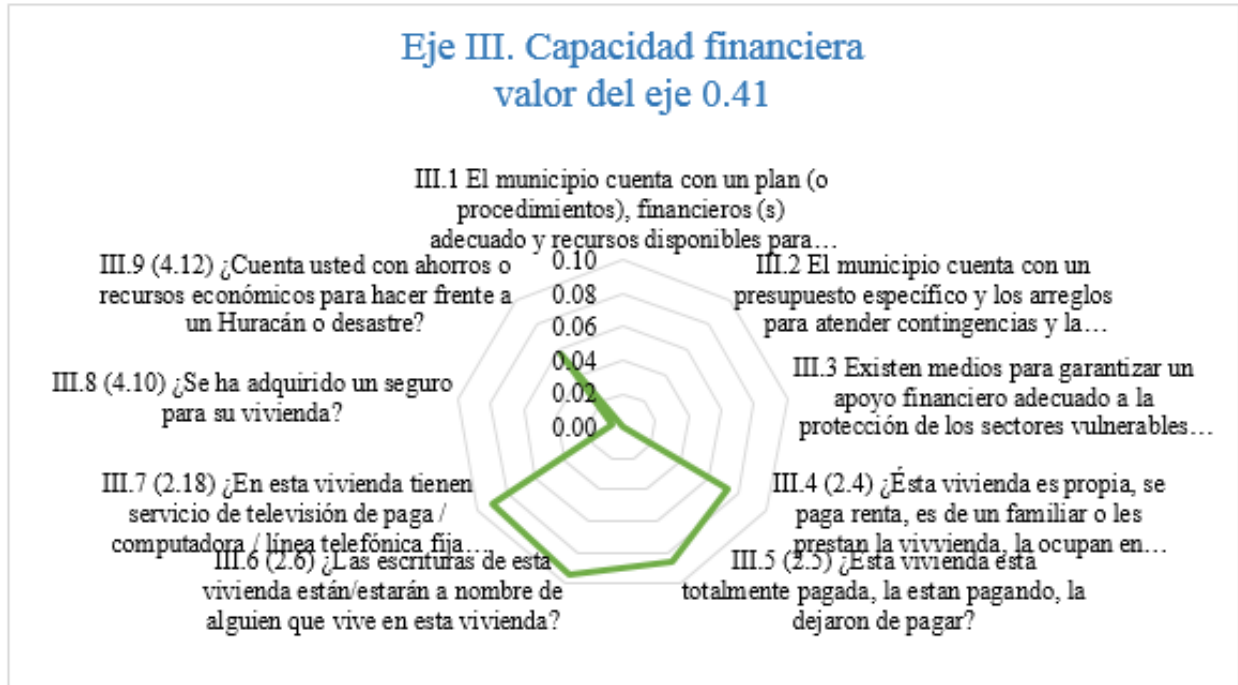 Eje III. Capacidad financiera
valor del eje 0.41
III.1 El municipio cuenta con un plan (o
procedimientos), financieros (s)
adecuado y recursos disponibles para…
III.2 El municipio cuenta con un
presupuesto específico y los arreglos
para atender contingencias y la…
III.3 Existen medios para garantizar un
apoyo financiero adecuado a la
protección de los sectores vulnerables…
III.4 (2.4) ¿Ésta vivienda es propia, se
paga renta, es de un familiar o les
prestan la vivvienda, la ocupan en…
III.5 (2.5) ¿Esta vivienda está
totalmente pagada, la estan pagando, la
dejaron de pagar?
III.6 (2.6) ¿Las escrituras de esta
vivienda están/estarán a nombre de
alguien que vive en esta vivienda?
III.7 (2.18) ¿En esta vivienda tienen
servicio de televisión de paga /
computadora / línea telefónica fija…
III.8 (4.10) ¿Se ha adquirido un seguro
para su vivienda?
III.9 (4.12) ¿Cuenta usted con ahorros o
recursos económicos para hacer frente a
un Huracán o desastre?
0.10
0.08
0.06
0.04
0.02
0.00